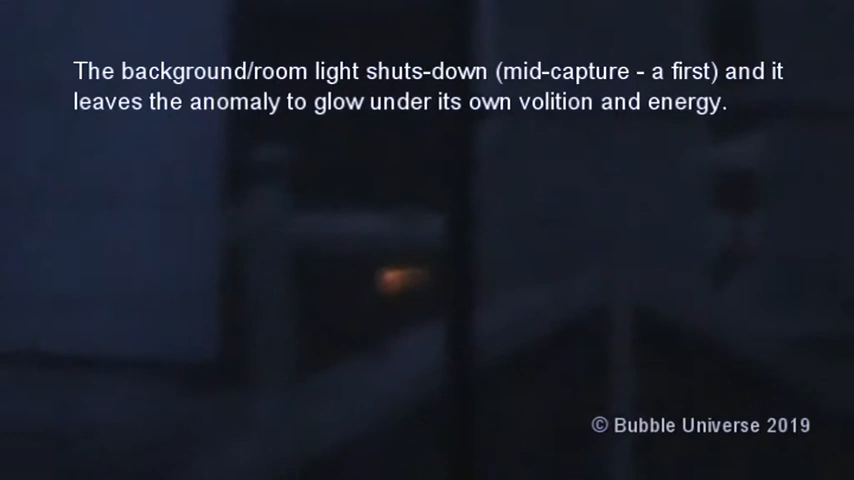 The background/room light shuts-down (mid-capture - a first) and it
leaves the anomaly to glow under its own volition and energy.
© Bubble Universe 2019